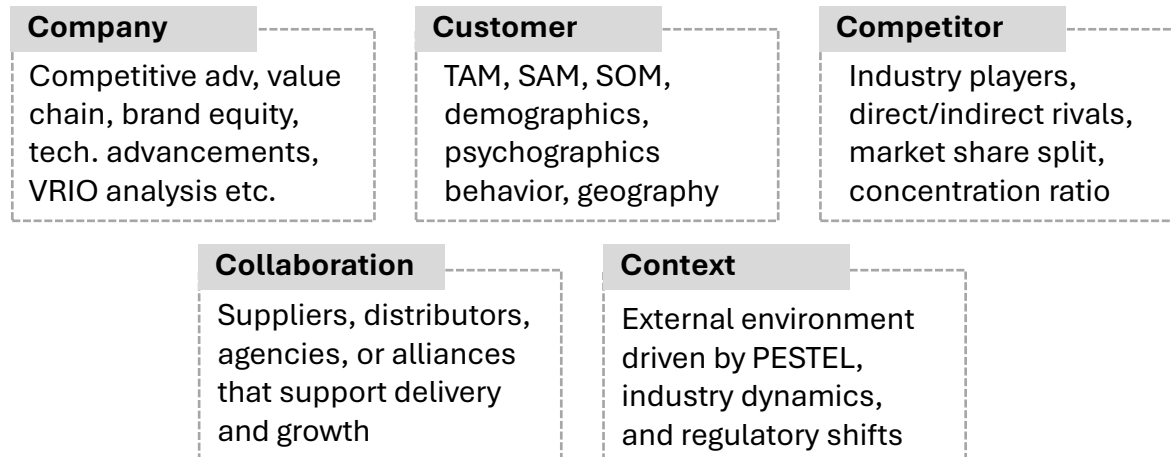 Company
Competitive adv, value
chain, brand equity,
tech. advancements,
VRIO analysis etc.
Customer
TAM, SAM, SOM,
demographics,
psychographics
behavior, geography
Competitor
Industry players,
direct/indirect rivals,
market share split,
concentration ratio
Collaboration
Suppliers, distributors,
agencies, or alliances
that support delivery
and growth
Context
External environment
driven by PESTEL,
industry dynamics,
and regulatory shifts